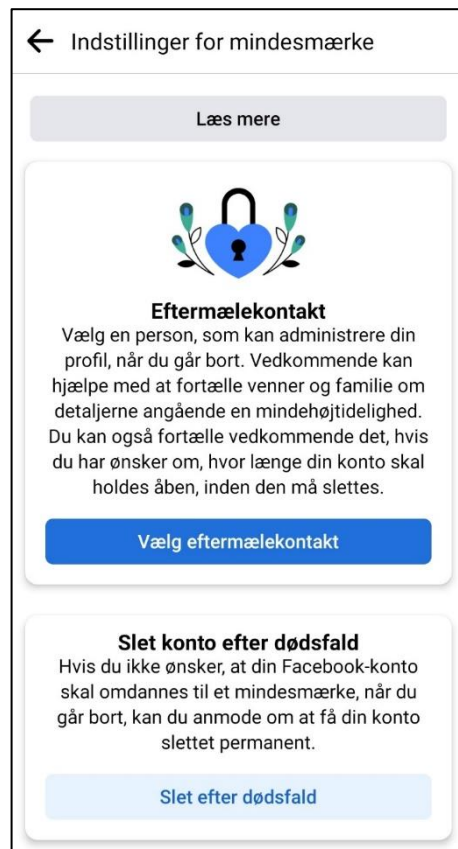 Indstillinger for mindesmærke
Læs mere
Eftermælekontakt
Vælg en person, som kan administrere din
profil, når du går bort. Vedkommende kan
hjælpe med at fortælle venner og familie om
detaljerne angående en mindehøjtidelighed.
Du kan også fortælle vedkommende det, hvis
du har ønsker om, hvor længe din konto skal
holdes åben, inden den må slettes.
Vælg eftermælekontakt
Slet konto efter dødsfald
Hvis du ikke ønsker, at din Facebook-konto
skal omdannes til et mindesmærke, når du
går bort, kan du anmode om at få din konto
slettet permanent.
Slet efter dødsfald